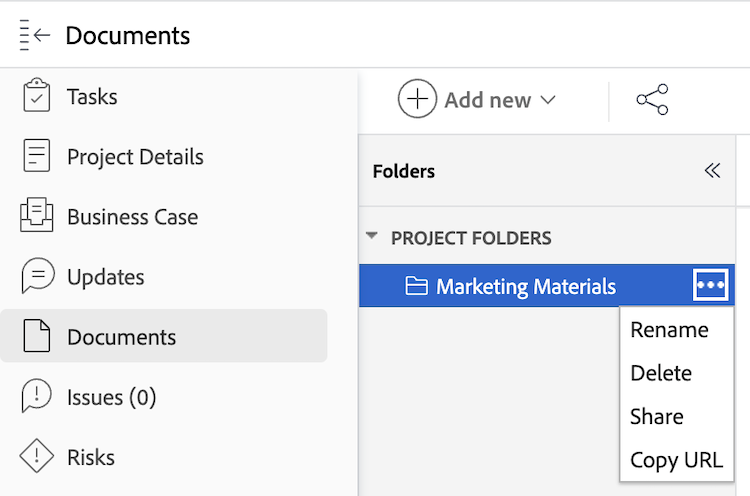 Documents
Tasks
Project Details
Business Case
Updates
Documents
Issues (0)
Risks
Add new
Folders
PROJECT FOLDERS
Marketing Materials
Rename
Delete
Share
Copy URL